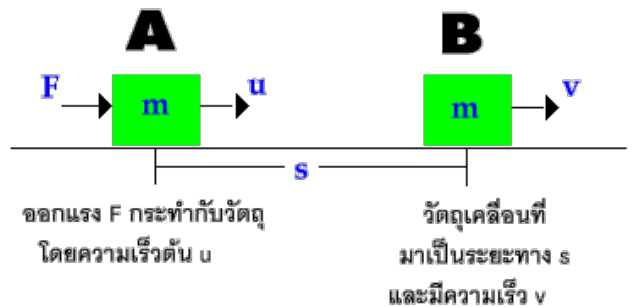 A B
F m u m v
s
ออกแรง F กระทำกับวัตถุ
โดยความเร็วต้น u
วัตถุเคลื่อนที่
มาเป็นระยะทาง s
และมีความเร็ว v